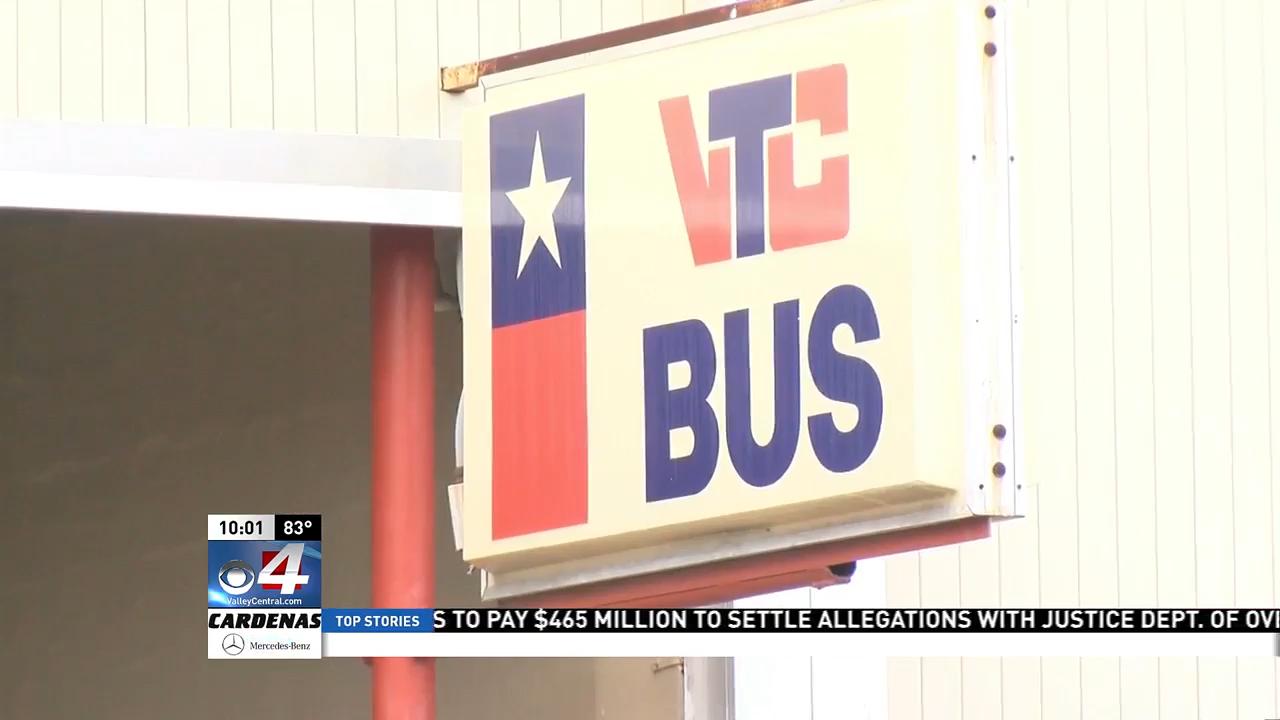 VTC
BUS
10:01 83°
4
ValleyCentral.com
CARDENAS
Mercedes-Benz
TOP STORIES S TO PAY $465 MILLION TO SETTLE ALLEGATIONS WITH JUSTICE DEPT. OF OV